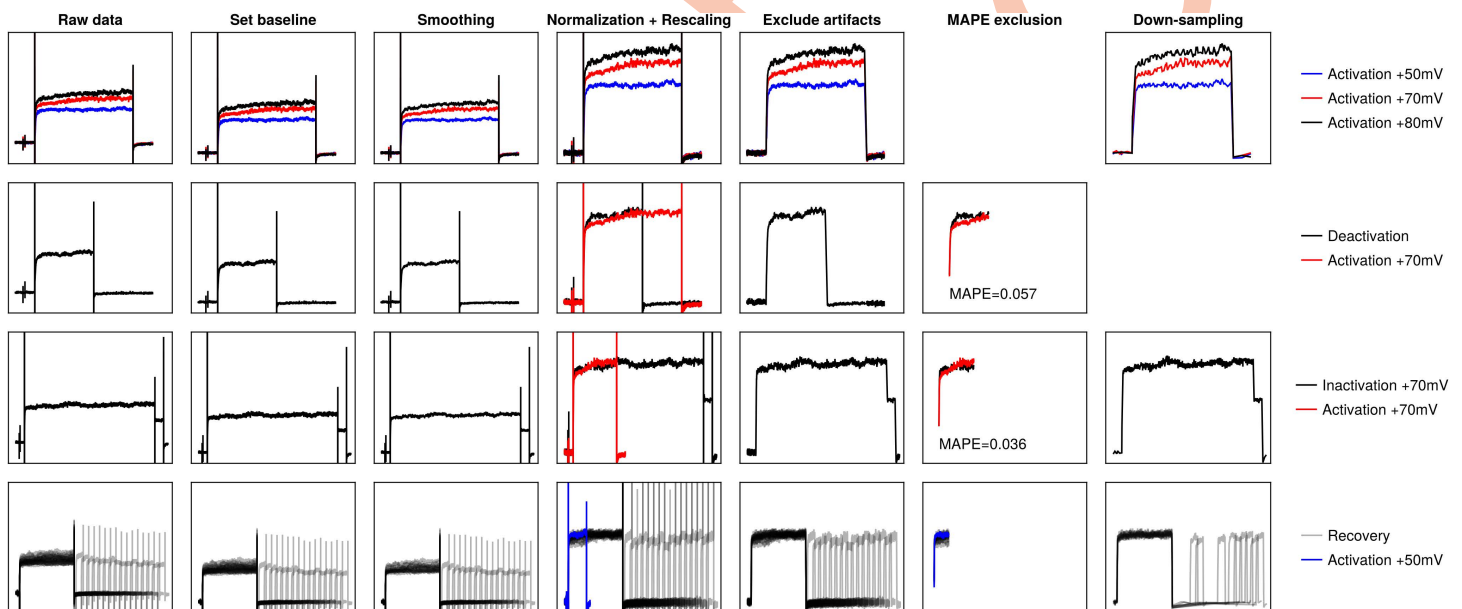 Raw data
Set baseline
Smoothing
Normalization + Rescaling
Exclude artifacts
MAPE exclusion
Down-sampling
Activation +50mV
Activation +70mV
Activation +80mV
Deactivation
Activation +70mV
MAPE=0.057
Inactivation +70mV
Activation +70mV
MAPE=0.036
Recovery
Activation +50mV